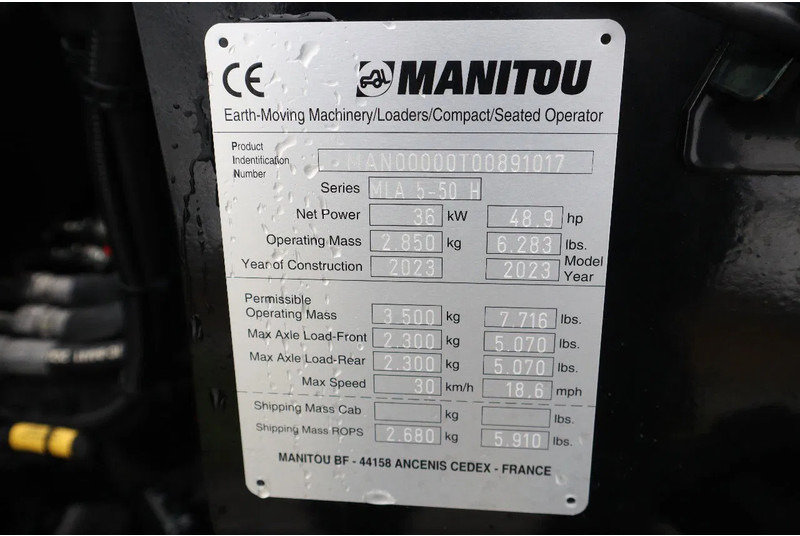 CE MANITOU
Earth-Moving Machinery/Loaders/Compact/Seated Operator
Product
Indentification
Number MAN00000T00891017
Series MLA 5-50 H
Net Power 36 kW 48.9 hp
Operating Mass 2.850 kg 6.283 lbs.
Year of Construction 2023 2023 Model Year
Permissible
Operating Mass 3.500 kg 7.716 lbs.
Max Axle Load-Front 2.300 kg 5.070 lbs.
Max Axle Load-Rear 2.300 kg 5.070 lbs.
Max Speed 30 km/h 18.6 mph
Shipping Mass Cab kg lbs.
Shipping Mass ROPS 2.680 kg 5.910 lbs.
MANITOU BF - 44158 ANCENIS CEDEX - FRANCE